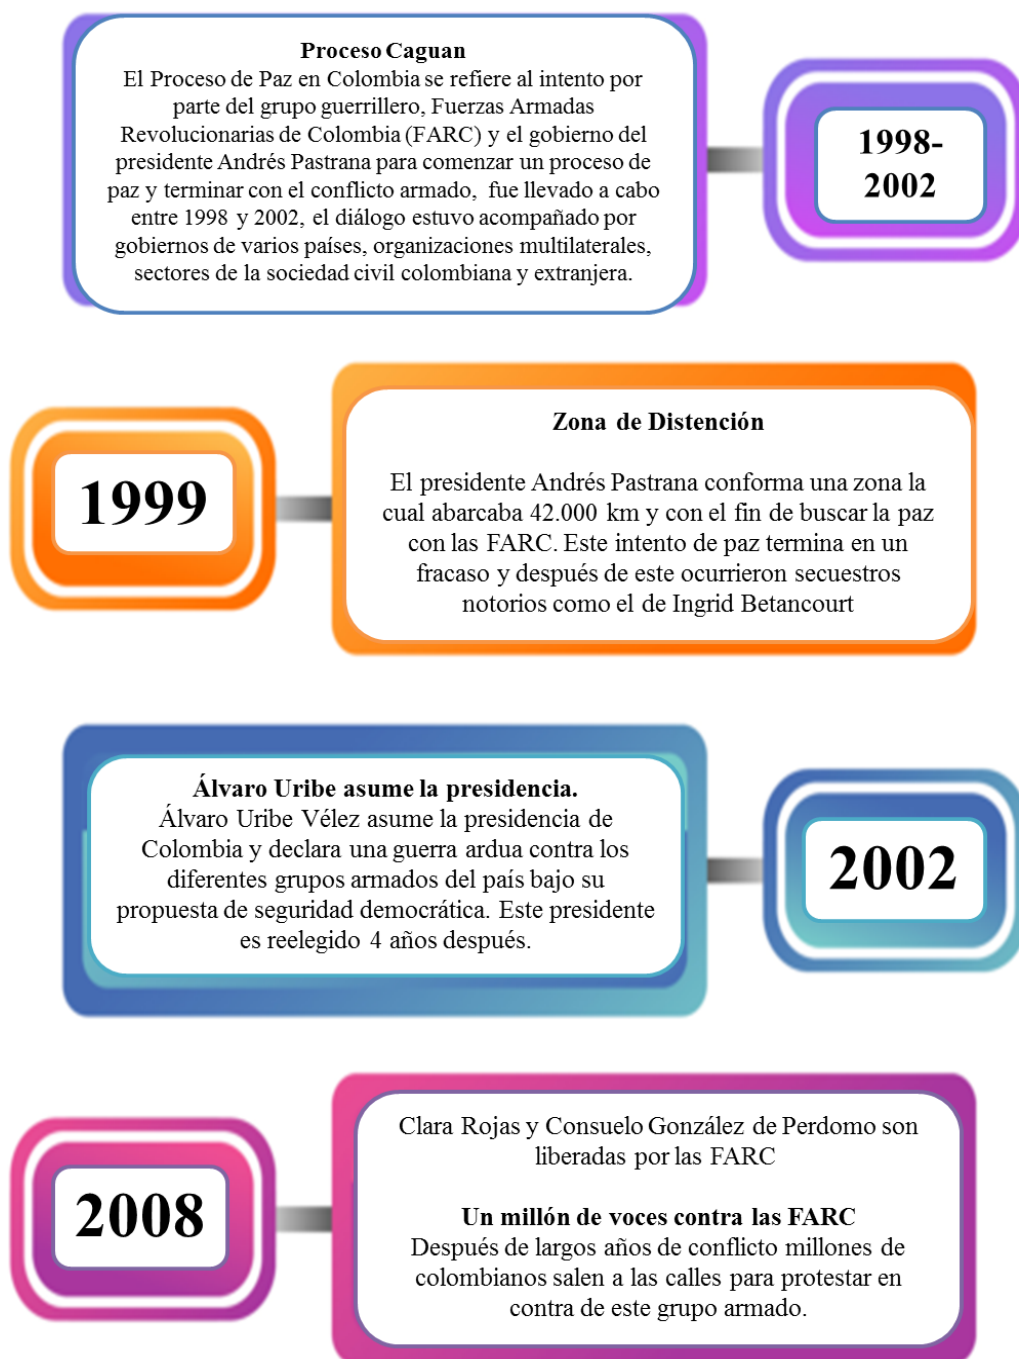 Proceso Caguan
El Proceso de Paz en Colombia se refiere al intento por
parte del grupo guerrillero, Fuerzas Armadas
Revolucionarias de Colombia (FARC) y el gobierno del
presidente Andrés Pastrana para comenzar un proceso de
paz y terminar con el conflicto armado, fue llevado a cabo
entre 1998 y 2002, el diálogo estuvo acompañado por
gobiernos de varios países, organizaciones multilaterales,
sectores de la sociedad civil colombiana y extranjera.
1998-
2002
1999
Zona de Distención
El presidente Andrés Pastrana conforma una zona la
cual abarcaba 42.000 km y con el fin de buscar la paz
con las FARC. Este intento de paz termina en un
fracaso y después de este ocurrieron secuestros
notorios como el de Ingrid Betancourt
Álvaro Uribe asume la presidencia.
Álvaro Uribe Vélez asume la presidencia de
Colombia y declara una guerra ardua contra los
diferentes grupos armados del país bajo su
propuesta de seguridad democrática. Este presidente
es reelegido 4 años después.
2002
2008
Clara Rojas y Consuelo González de Perdomo son
liberadas por las FARC
Un millón de voces contra las FARC
Después de largos años de conflicto millones de
colombianos salen a las calles para protestar en
contra de este grupo armado.